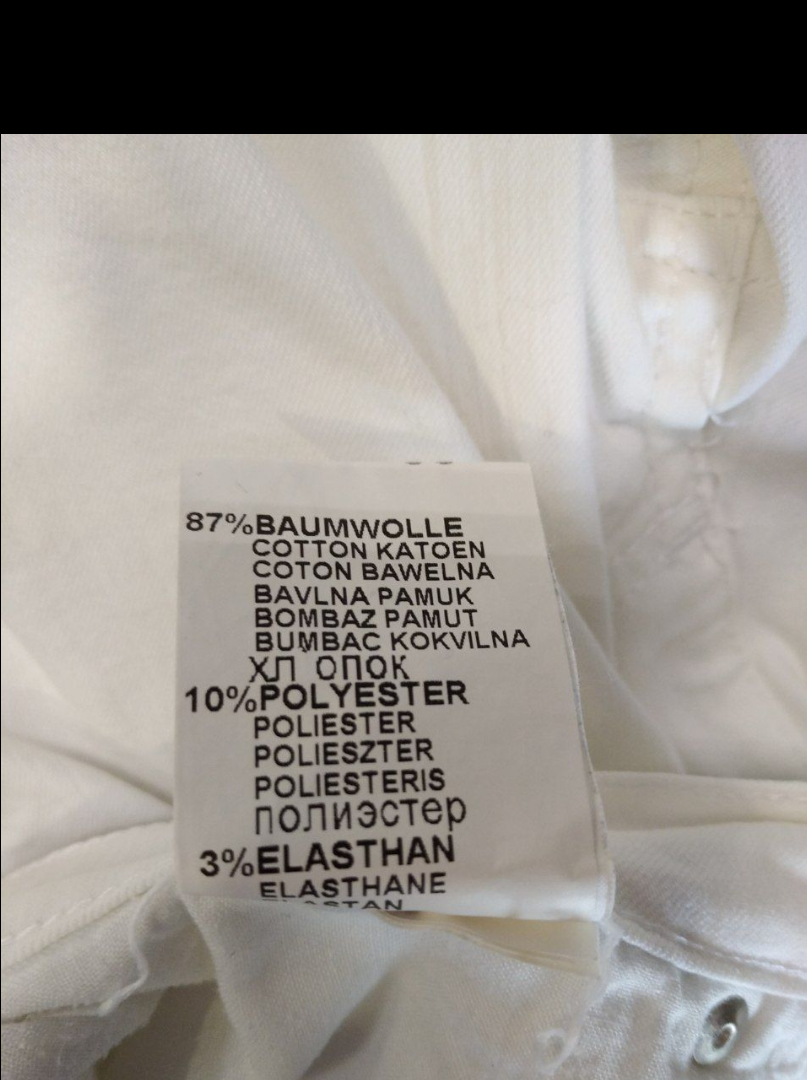 87%BAUMWOLLE
COTTON KATOEN
COTON BAWELNA
BAVLNA PAMUK
BOMBAZ PAMUT
BUMBAC KOKVILNA
ХЛ ОПОК
10%POLYESTER
POLIESTER
POLIESZTER
POLIESTERIS
ПОЛИЭСТЕР
3%ELASTHAN
ELASTHANE
ELASTAN